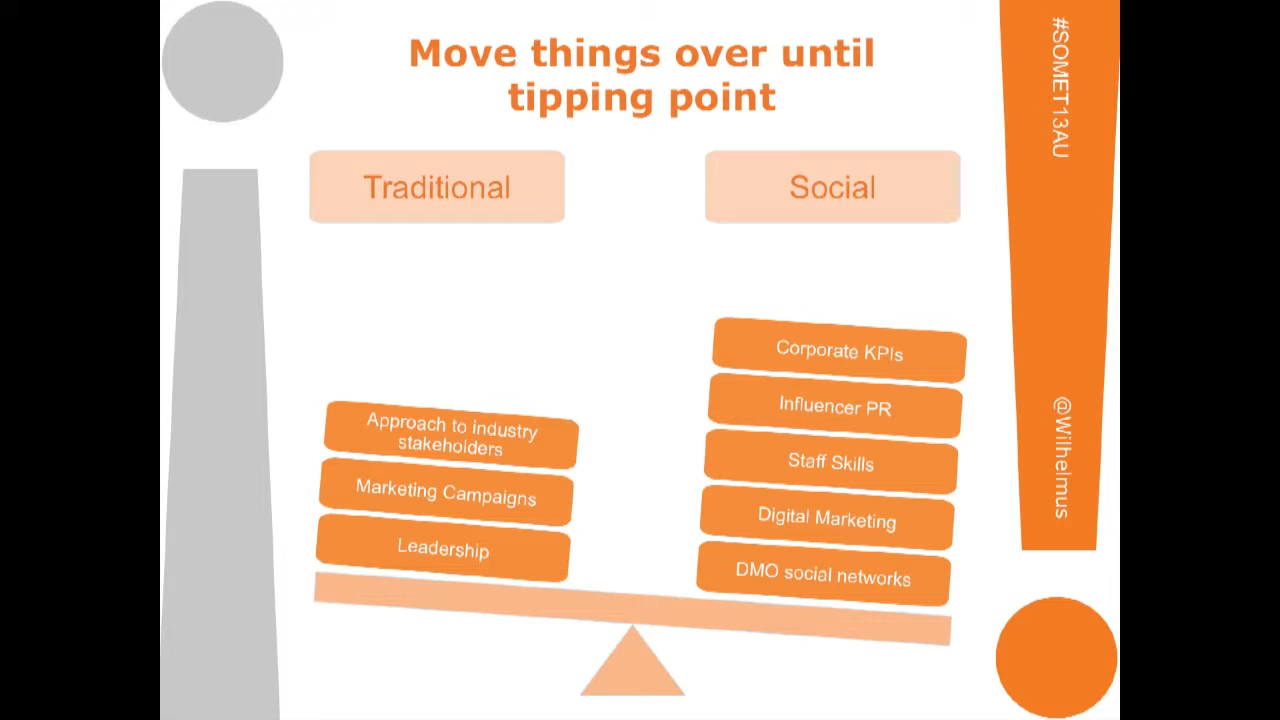 Move things over until
tipping point
Traditional
Social
Approach to industry
stakeholders
Marketing Campaigns
Leadership
Corporate KPIs
Influencer PR
Staff Skills
Digital Marketing
DMO social networks
#SOMET13AU
@Wilhelmus